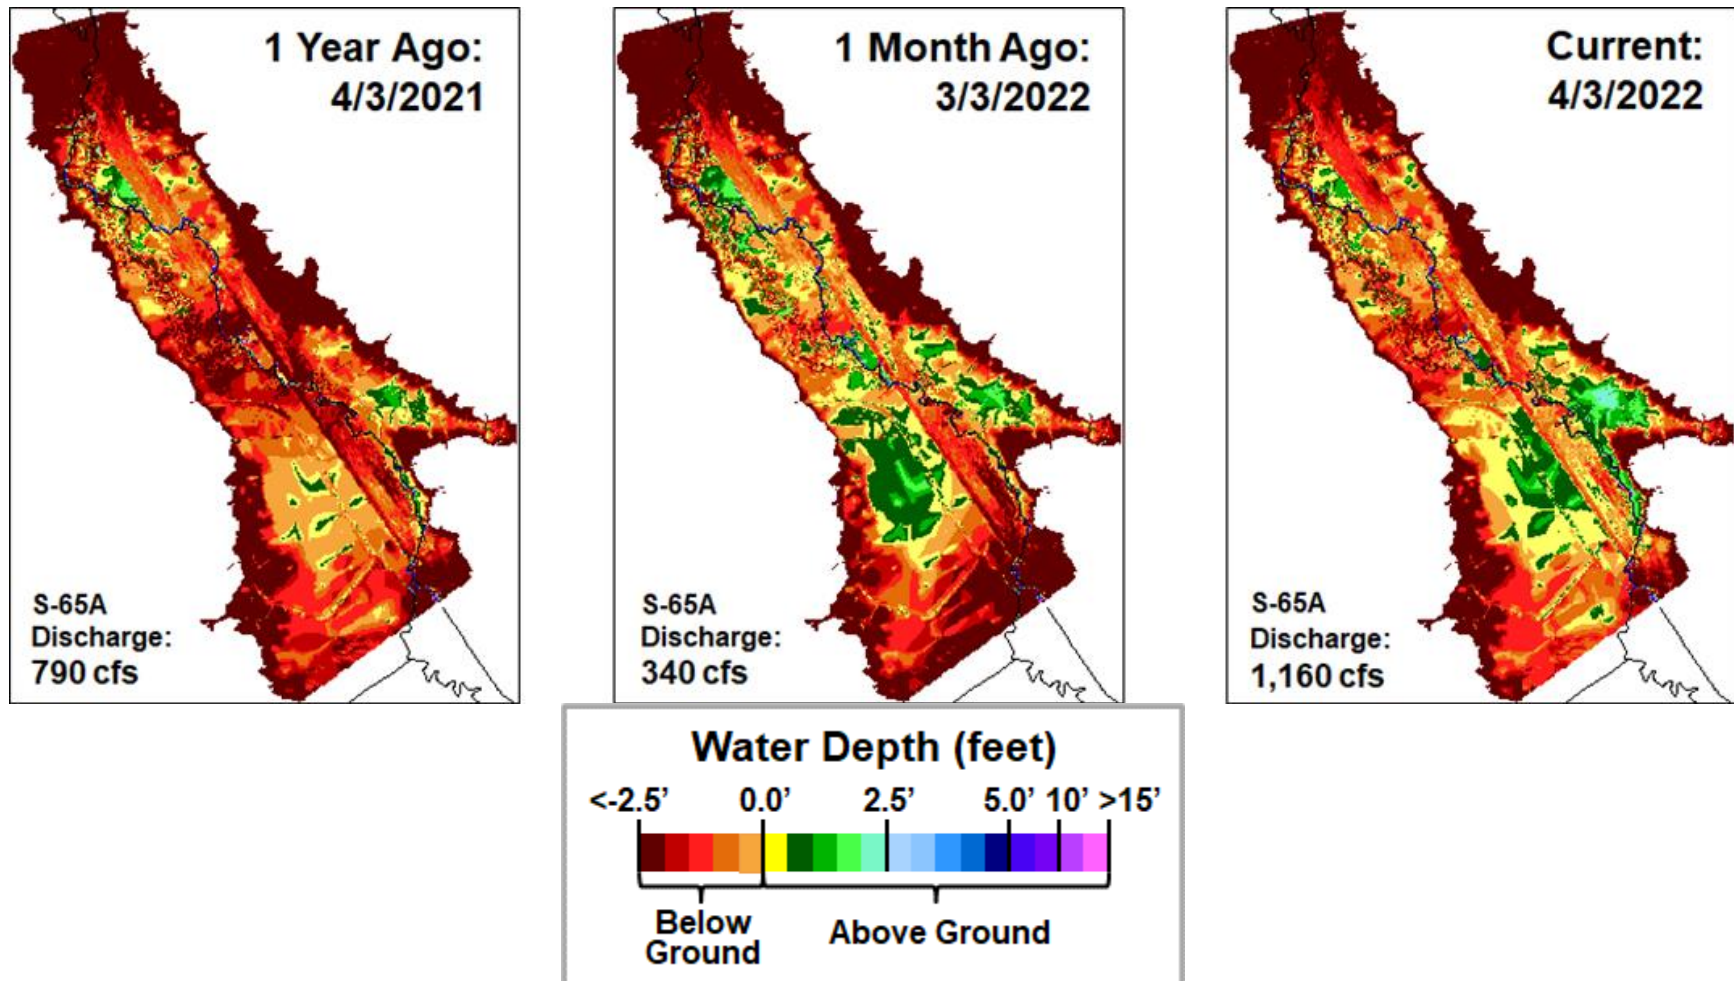 1 Year Ago:
4/3/2021
S-65A
Discharge:
790 cfs
1 Month Ago:
3/3/2022
S-65A
Discharge:
340 cfs
Current:
4/3/2022
S-65A
Discharge:
1,160 cfs
Water Depth (feet)
<-2.5’ 0.0’ 2.5’ 5.0’ 10’ >15’
Below
Ground
Above Ground